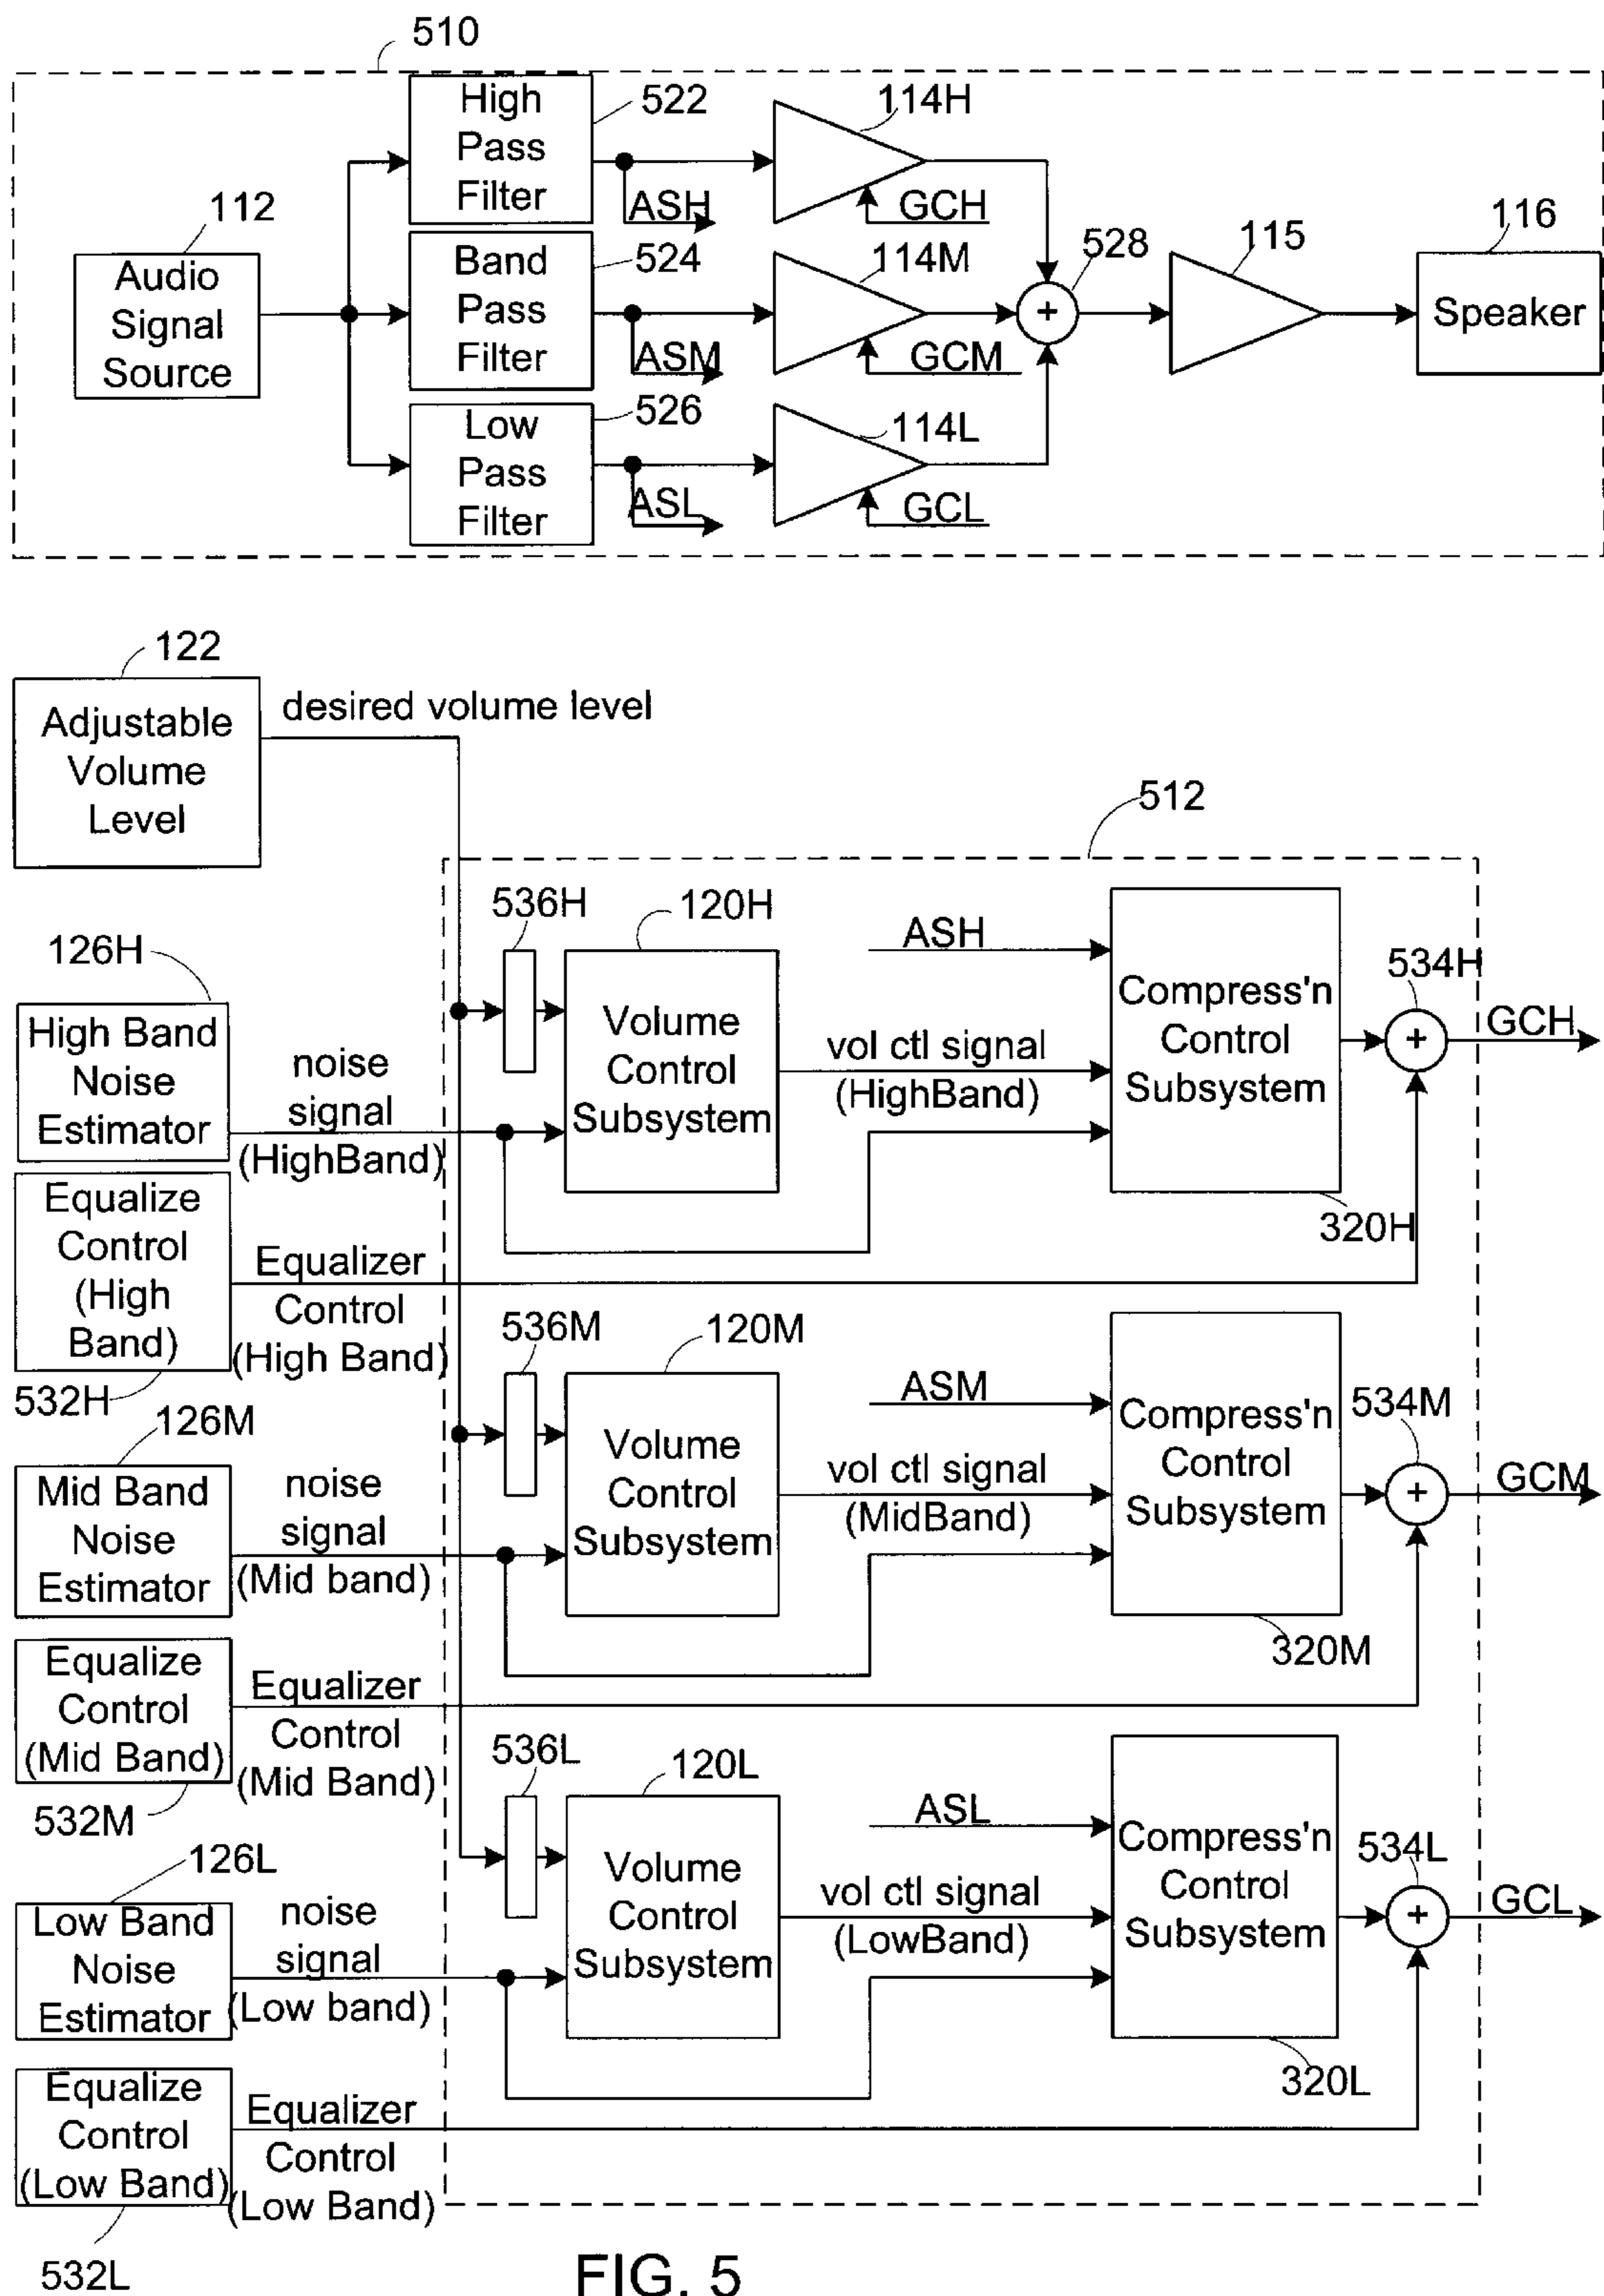 510
High
Pass
Filter
522
114H
ASH
GCH
112
Audio
Signal
Source
Band
Pass
Filter
524
114M
528
115
116
Speaker
ASM
GCM
Low
Pass
Filter
526
114L
ASL
GCL
122
Adjustable
Volume
Level
desired volume level
512
536H
120H
ASH
126H
High Band
Noise
Estimator
noise
signal
(HighBand)
Volume
Control
Subsystem
vol ctl signal
(HighBand)
Compress'n
Control
Subsystem
534H
GCH
320H
Equalize
Control
(High
Band)
Equalizer
Control
(High Band)
532H
536M
120M
ASM
126M
Mid Band
Noise
Estimator
noise
signal
(Mid band)
Volume
Control
Subsystem
vol ctl signal
(MidBand)
Compress'n
Control
Subsystem
534M
GCM
320M
Equalize
Control
(Mid Band)
Equalizer
Control
(Mid Band)
532M
536L
120L
ASL
126L
Low Band
Noise
Estimator
noise
signal
(Low band)
Volume
Control
Subsystem
vol ctl signal
(LowBand)
Compress'n
Control
Subsystem
534L
GCL
320L
Equalize
Control
(Low Band)
Equalizer
Control
(Low Band)
532L
FIG. 5